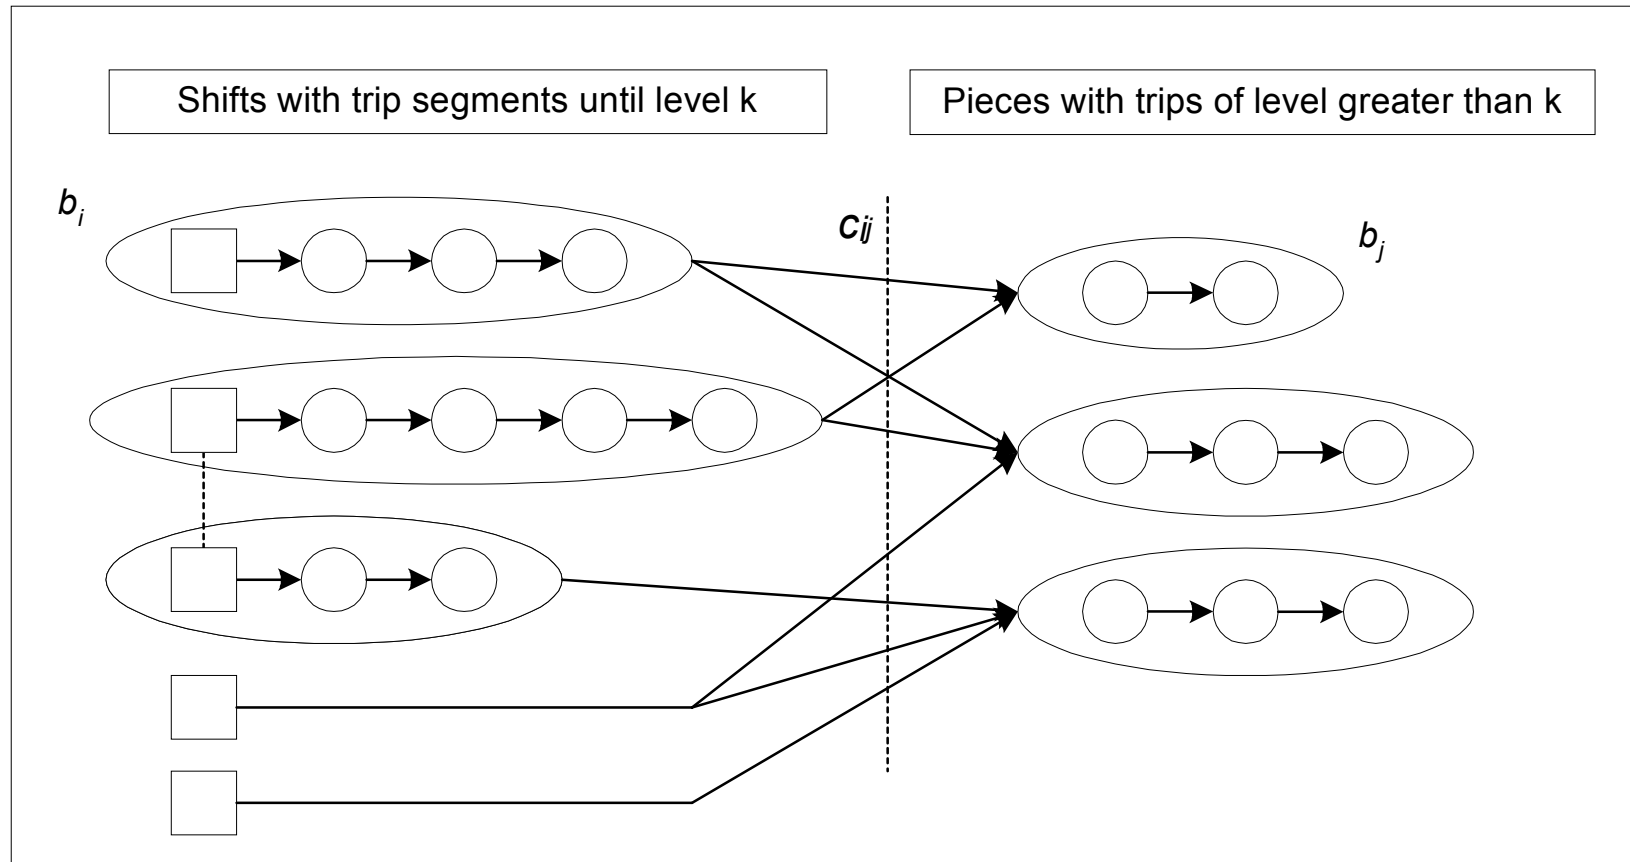 Shifts with trip segments until level k
Pieces with trips of level greater than k
b_i
c_ij
b_j